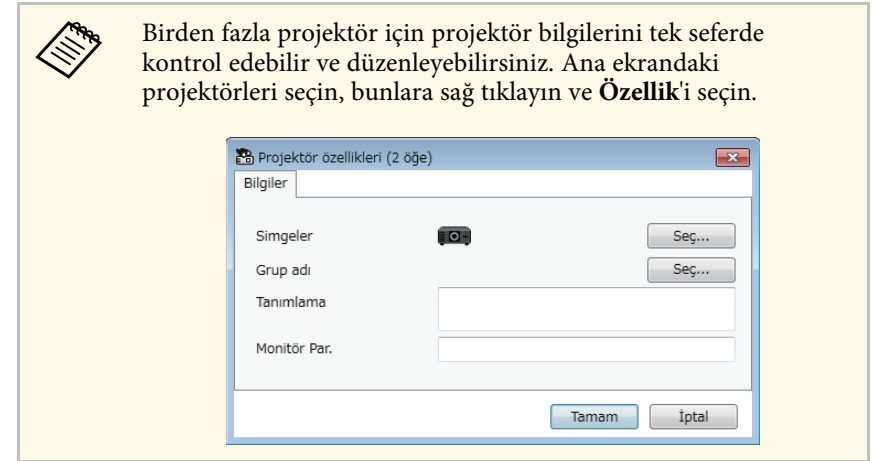 Birden fazla projektör için projektör bilgilerini tek seferde
kontrol edebilir ve düzenleyebilirsiniz. Ana ekrandaki
projektörleri seçin, bunlara sağ tıklayın ve Özellik'i seçin.
Projektör özellikleri (2 öğe)
Bilgiler
Simgeler Seç...
Grup adı Seç...
Tanımlama
Monitör Par.
Tamam İptal